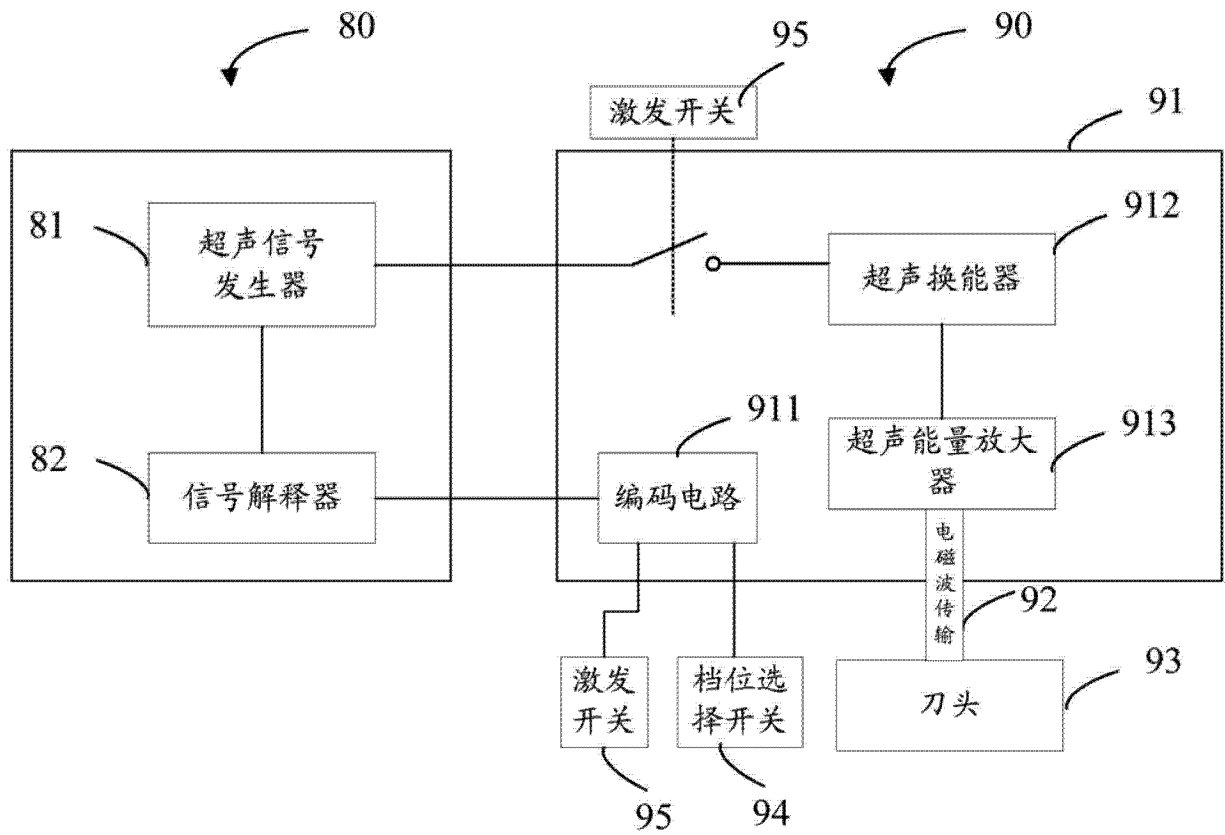 80
95
90
激发开关
91
81
超声信号
发生器
912
超声换能器
911
超声能量放大
器
913
82
信号解释器
编码电路
电磁波传输
92
激发
开关
档位选
择开关
刀头
93
95
94